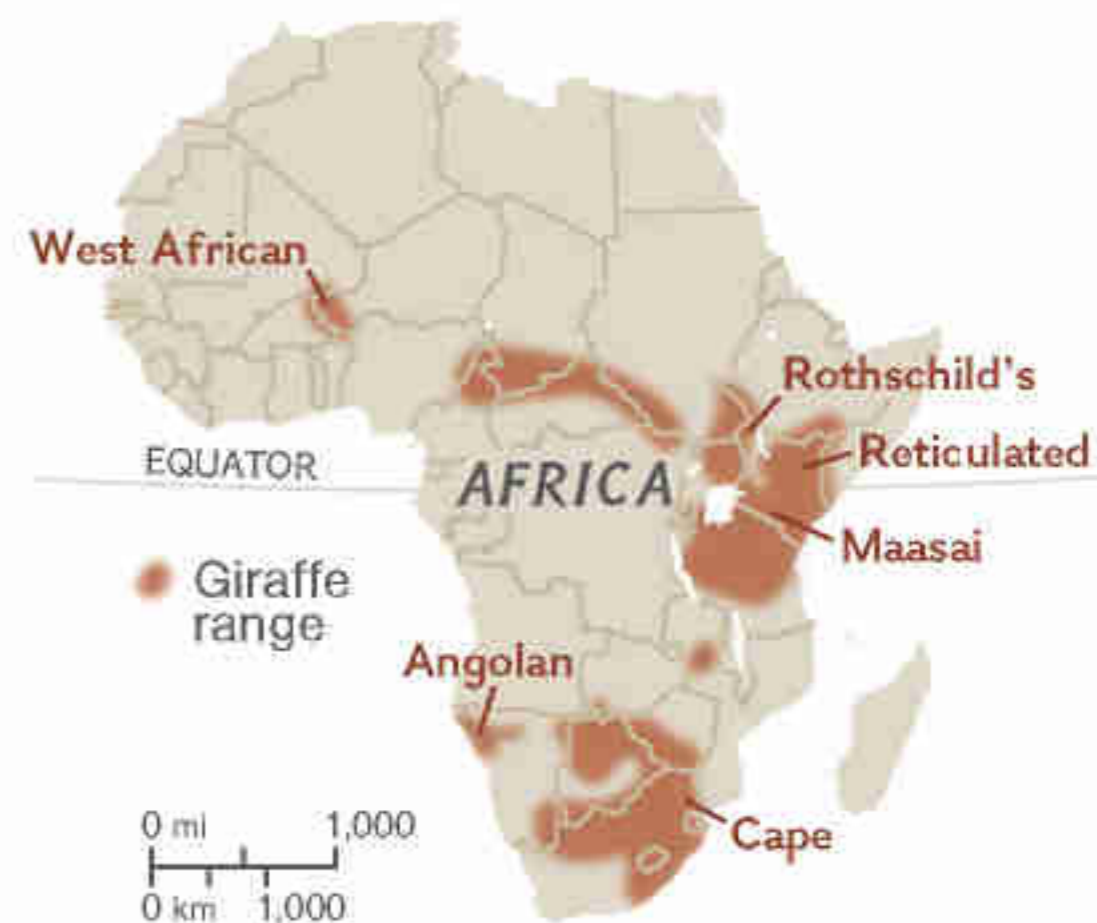 West African
Rothschild's
EQUATOR
AFRICA
Reticulated
Maasai
Giraffe
range
Angolan
Cape
0 mi 1,000
0 km 1,000